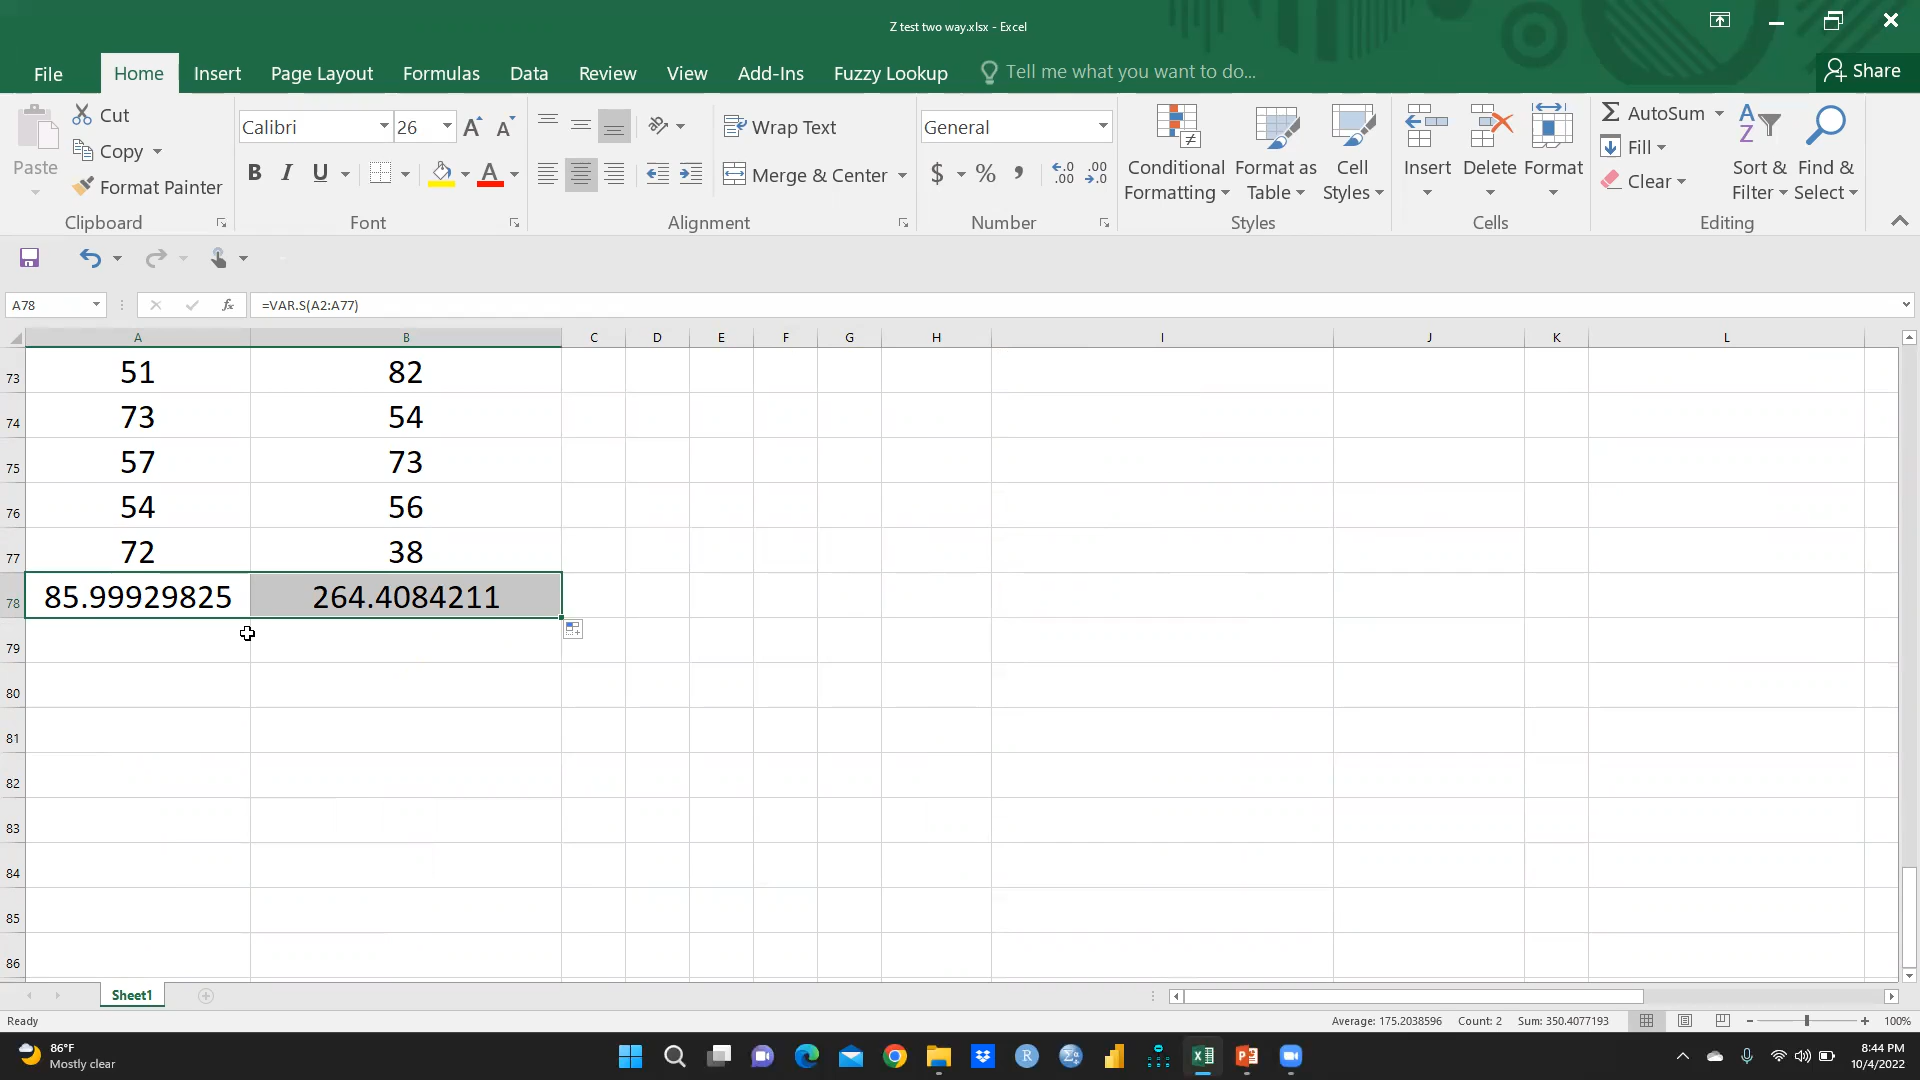 Z test two way.xlsx - Excel
File Home Insert Page Layout Formulas Data Review View Add-Ins Fuzzy Lookup Tell me what you want to do... Share
Paste
Cut
Copy
Format Painter
Clipboard
Calibri 26
B I U
Font
Wrap Text
Merge & Center
Alignment
General
$ % ,
Number
Conditional Formatting
Format as Table
Cell Styles
Styles
Insert Delete Format
Cells
AutoSum
Fill
Clear
Sort & Filter
Find & Select
Editing
A78 fx =VAR.S(A2:A77)
A B C D E F G H I J K L
73 51 82
74 73 54
75 57 73
76 54 56
77 72 38
78 85.99929825 264.4084211
79
80
81
82
83
84
85
86
Sheet1
Ready Average: 175.2038596 Count: 2 Sum: 350.4077193 100%
86°F
Mostly clear
8:44 PM
10/4/2022